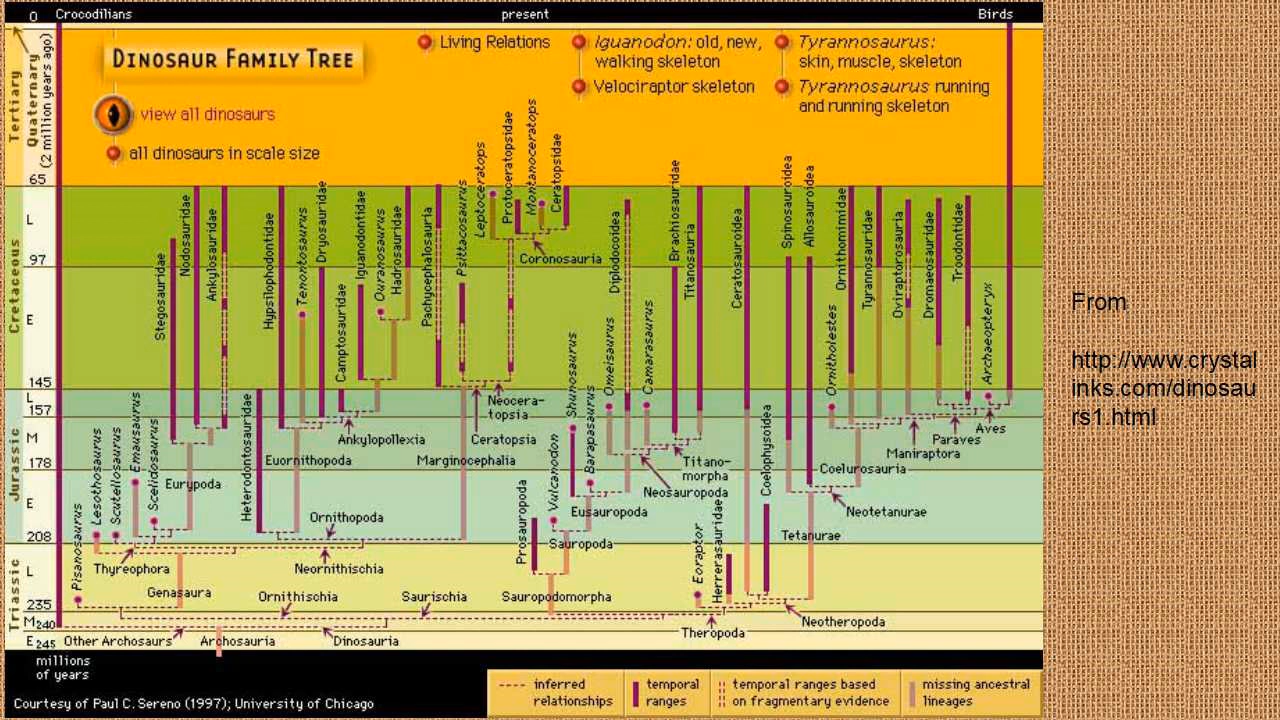 0 Crocodilians present Birds
DINOSAUR FAMILY TREE
view all dinosaurs
all dinosaurs in scale size
Living Relations
Iguanodon: old, new,
walking skeleton
Velociraptor skeleton
Tyrannosaurus:
skin, muscle, skeleton
Tyrannosaurus running
and running skeleton
Tertiary
Quaternary
(2 million years ago)
65
L
97
Cretaceous
E
145
L
157
M
178
Jurassic
E
208
L
Triassic
235
M
240
E
245
Pisanosaurus
Lesothosaurus
Scutellosaurus
Emausaurus
Scelidosaurus
Stegosauridae
Nodosauridae
Ankylosauridae
Heterodontosauridae
Hypsilophodontidae
Tenontosaurus
Dryosauridae
Camptosauridae
Iguanodontidae
Ouranosaurus
Hadrosauridae
Pachycephalosauria
Psittacosaurus
Leptoceratops
Protoceratopsidae
Montanoceratops
Ceratopsidae
Coronosauria
Prosauropoda
Vulcanodon
Shunosaurus
Barapasaurus
Omeisaurus
Diplodocoidea
Camarasaurus
Brachiosauridae
Titanosauria
Eoraptor
Herrerasauridae
Ceratosauroidea
Coelophysoidea
Spinosauroidea
Allosauroidea
Ornitholestes
Ornithomimidae
Tyrannosauridae
Oviraptorosauria
Dromaeosauridae
Troodontidae
Archaeopteryx
Neocera-
topsia
Ankylopollexia
Ceratopsia
Aves
Paraves
Maniraptora
Euornithopoda
Marginocephalia
Titano-
morpha
Coelurosauria
Eurypoda
Neosauropoda
Eusauropoda
Neotetanurae
Ornithopoda
Sauropoda
Tetanurae
Thyreophora
Neornithischia
Genasaura
Ornithischia
Saurischia
Sauropodomorpha
Neotheropoda
Theropoda
Other Archosaurs
Archosauria
Dinosauria
millions
of years
Courtesy of Paul C. Sereno (1997); University of Chicago
inferred
relationships
temporal
ranges
temporal ranges based
on fragmentary evidence
missing ancestral
lineages
From
http://www.crystal
inks.com/dinosau
rs1.html